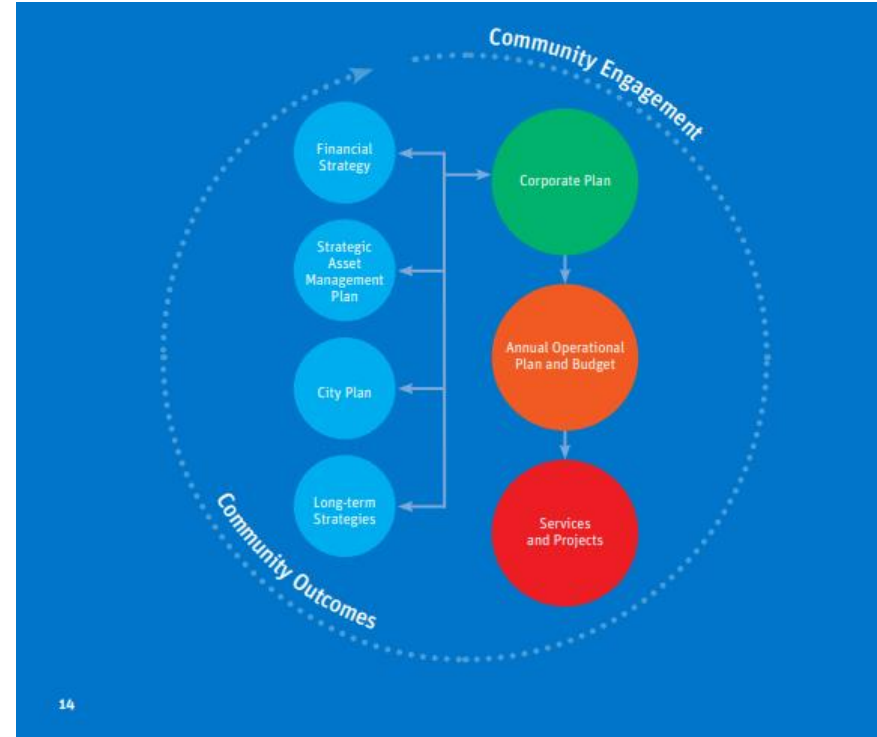 Community Engagement
Financial
Strategy
Corporate Plan
Strategic
Asset
Management
Plan
Annual Operational
Plan and Budget
City Plan
Long-term
Strategies
Services
and Projects
Community Outcomes
14